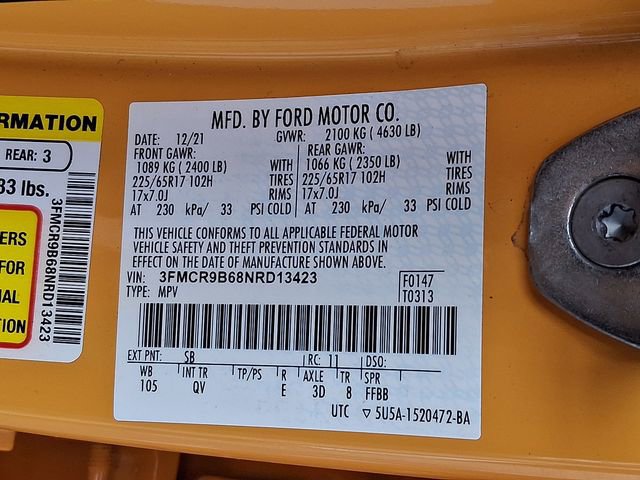 RMATION
REAR: 3
33 lbs.
ERS
FOR
AL
TION
3FMCR9B68NRD13423
MFD. BY FORD MOTOR CO.
DATE: 12/21 GVWR: 2100 KG ( 4630 LB)
FRONT GAWR: REAR GAWR:
1089 KG ( 2400 LB) WITH 1066 KG ( 2350 LB) WITH
225/65R17 102H TIRES 225/65R17 102H TIRES
17x7.0J RIMS 17x7.0J RIMS
AT 230 kPa/ 33 PSI COLD AT 230 kPa/ 33 PSI COLD
THIS VEHICLE CONFORMS TO ALL APPLICABLE FEDERAL MOTOR
VEHICLE SAFETY AND THEFT PREVENTION STANDARDS IN
EFFECT ON THE DATE OF MANUFACTURE SHOWN ABOVE.
VIN: 3FMCR9B68NRD13423 F0147
TYPE: MPV T0313
EXT PNT: SB RC: 11 DSO:
WB INT TR TP/PS R AXLE TR SPR
105 QV E 3D 8 FFBB
UTC ▽ 5U5A-1520472-BA